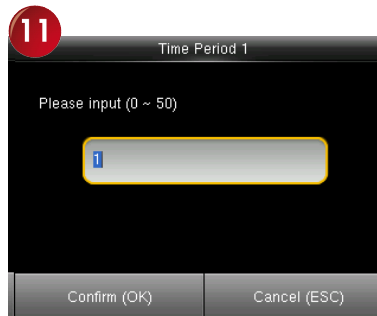 11
Time Period 1
Please input (0 ~ 50)
1
Confirm (OK)
Cancel (ESC)